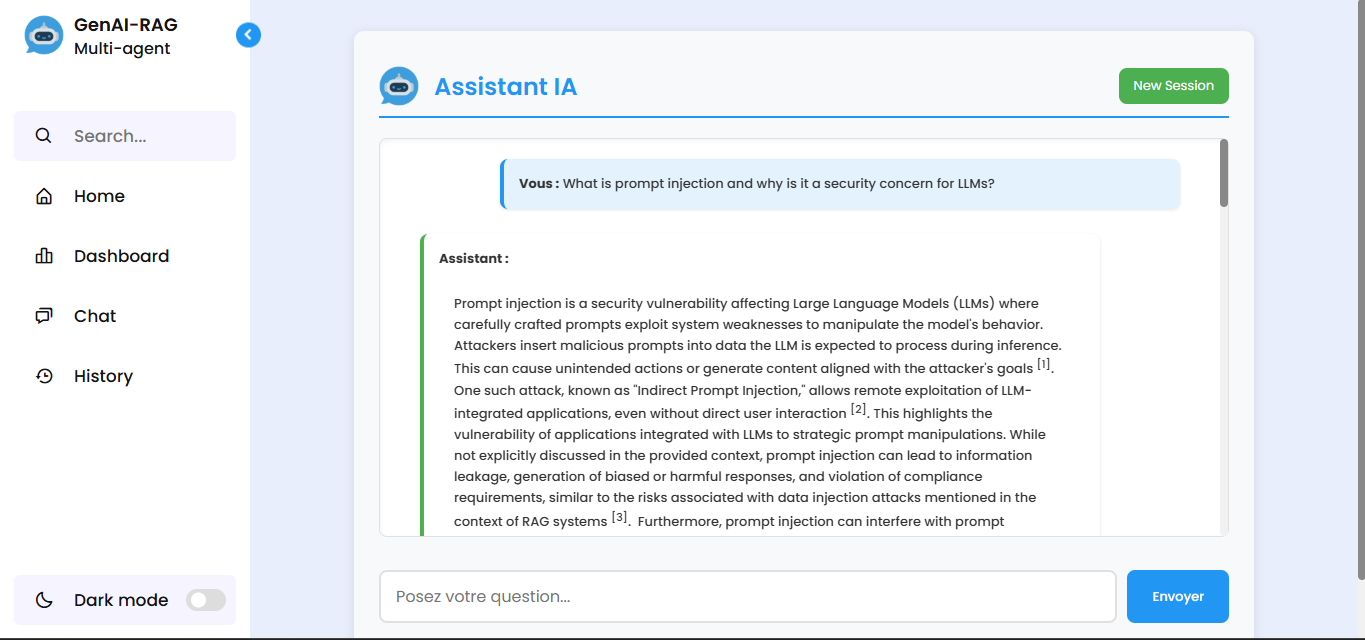 GenAI-RAG
Multi-agent
Search...
Home
Dashboard
Chat
History
Dark mode
Assistant IA
New Session
Vous : What is prompt injection and why is it a security concern for LLMs?
Assistant :
Prompt injection is a security vulnerability affecting Large Language Models (LLMs) where
carefully crafted prompts exploit system weaknesses to manipulate the model's behavior.
Attackers insert malicious prompts into data the LLM is expected to process during inference.
This can cause unintended actions or generate content aligned with the attacker's goals [1].
One such attack, known as "Indirect Prompt Injection," allows remote exploitation of LLM-
integrated applications, even without direct user interaction [2]. This highlights the
vulnerability of applications integrated with LLMs to strategic prompt manipulations. While
not explicitly discussed in the provided context, prompt injection can lead to information
leakage, generation of biased or harmful responses, and violation of compliance
requirements, similar to the risks associated with data injection attacks mentioned in the
context of RAG systems [3]. Furthermore, prompt injection can interfere with prompt
Posez votre question...
Envoyer